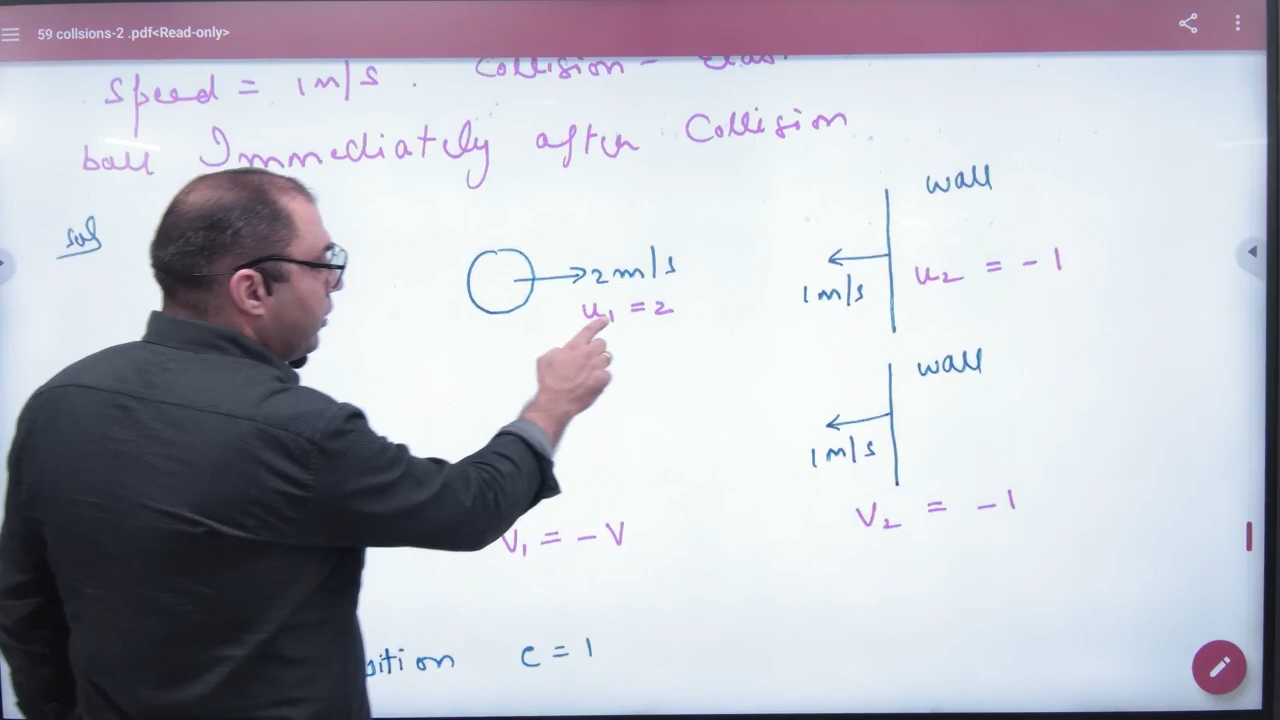 59 collsions-2 .pdf<Read-only>
Speed = 1m/s . Collision -
ball Immediately after Collision
sol
wall
2m/s
u₁ = 2
1m/s
u₂ = -1
wall
1m/s
V₂ = -1
V₁ = -V
e = 1